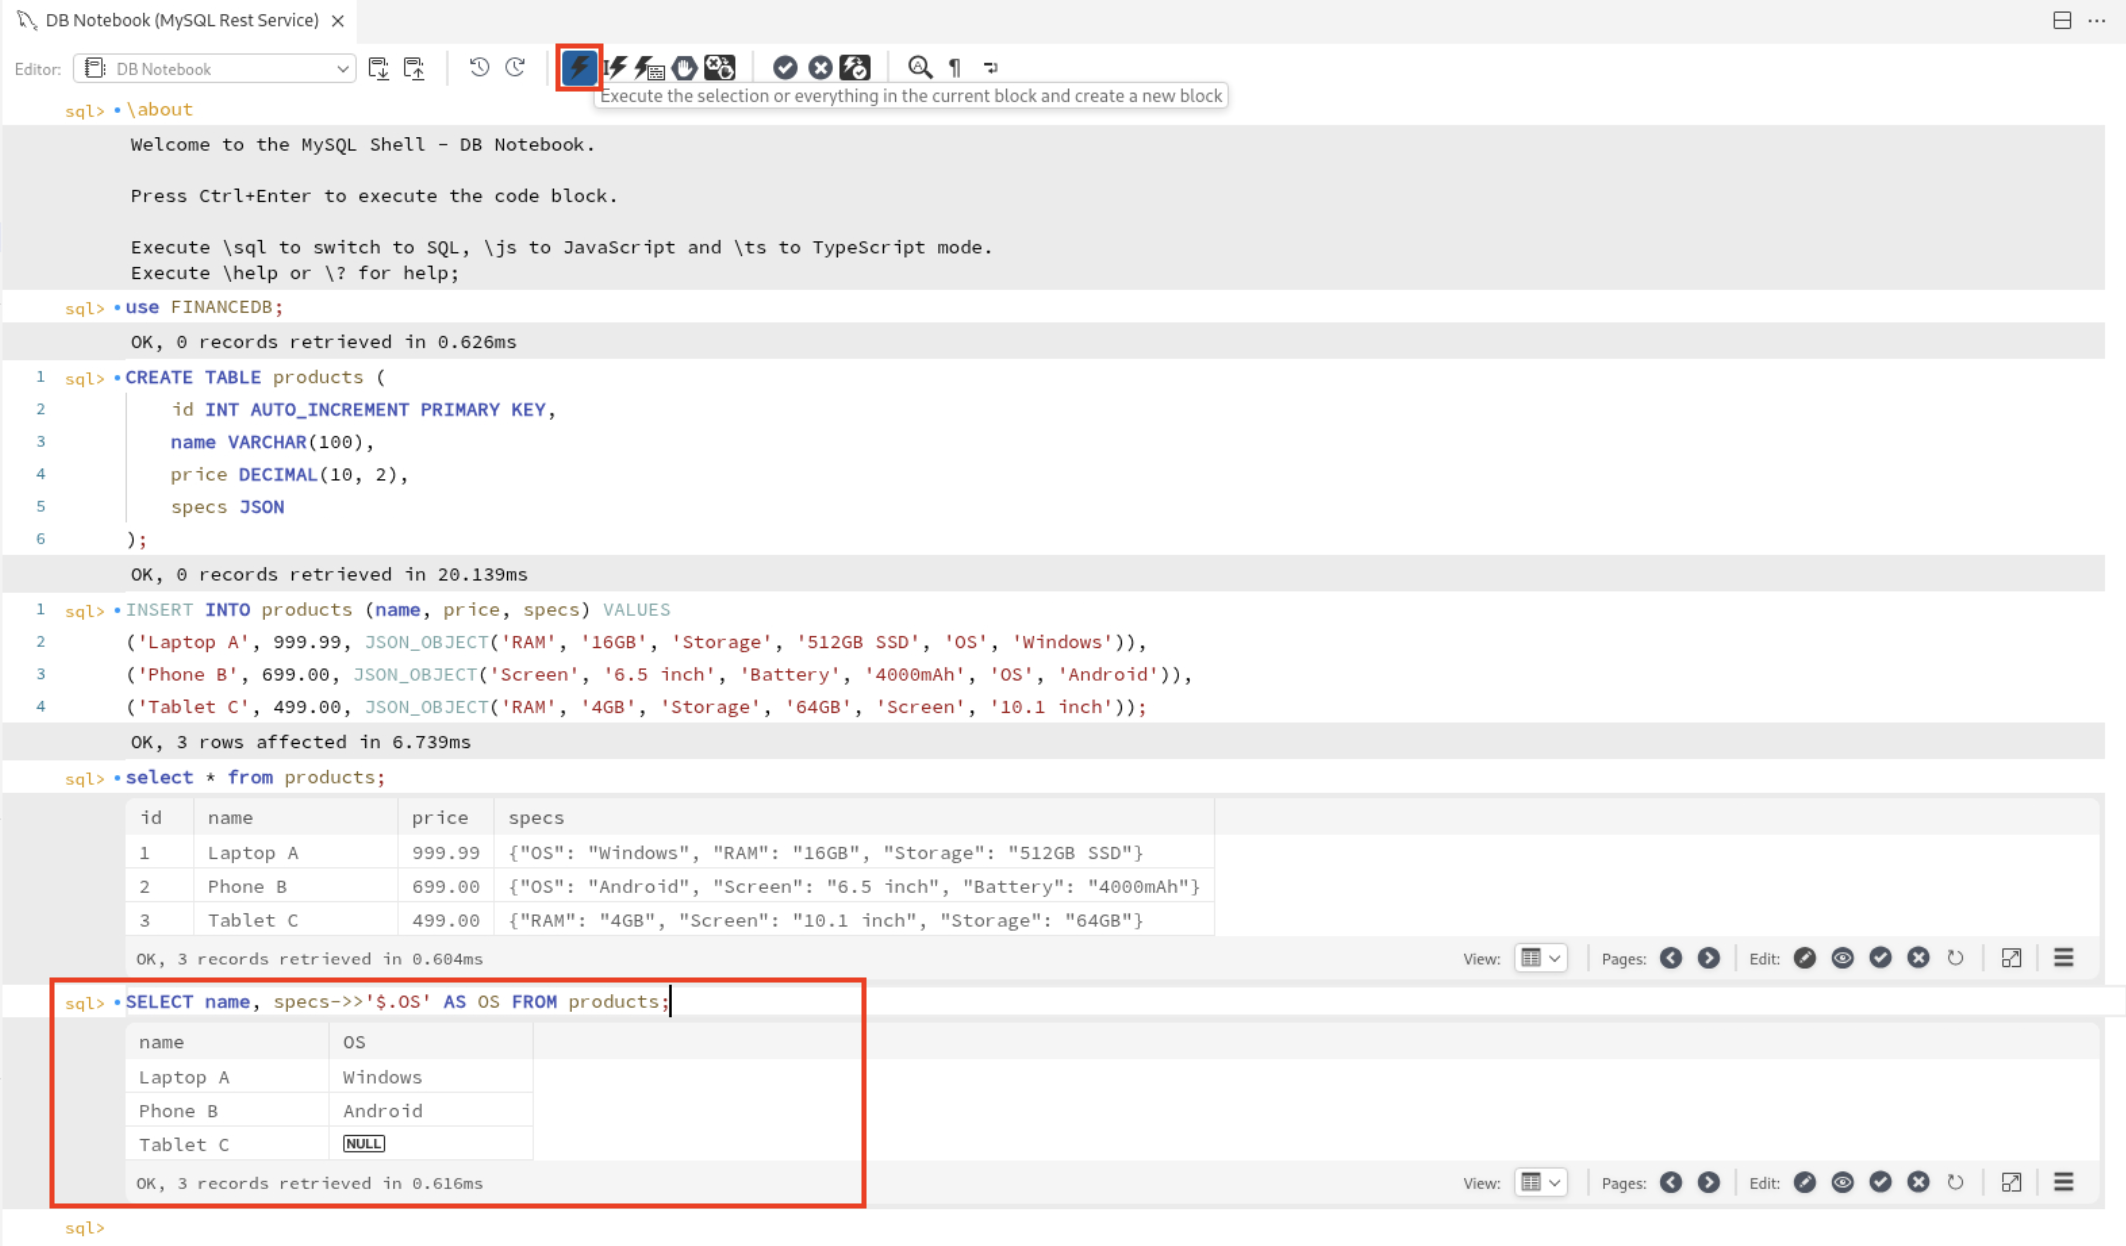 DB Notebook (MySQL Rest Service)
Editor: DB Notebook
Execute the selection or everything in the current block and create a new block
sql> \about
Welcome to the MySQL Shell - DB Notebook.
Press Ctrl+Enter to execute the code block.
Execute \sql to switch to SQL, \js to JavaScript and \ts to TypeScript mode.
Execute \help or \? for help;
sql> use FINANCEDB;
OK, 0 records retrieved in 0.626ms
1 sql> CREATE TABLE products (
2 id INT AUTO_INCREMENT PRIMARY KEY,
3 name VARCHAR(100),
4 price DECIMAL(10, 2),
5 specs JSON
6 );
OK, 0 records retrieved in 20.139ms
1 sql> INSERT INTO products (name, price, specs) VALUES
2 ('Laptop A', 999.99, JSON_OBJECT('RAM', '16GB', 'Storage', '512GB SSD', 'OS', 'Windows')),
3 ('Phone B', 699.00, JSON_OBJECT('Screen', '6.5 inch', 'Battery', '4000mAh', 'OS', 'Android')),
4 ('Tablet C', 499.00, JSON_OBJECT('RAM', '4GB', 'Storage', '64GB', 'Screen', '10.1 inch'));
OK, 3 rows affected in 6.739ms
sql> select * from products;
id name price specs
1 Laptop A 999.99 {"OS": "Windows", "RAM": "16GB", "Storage": "512GB SSD"}
2 Phone B 699.00 {"OS": "Android", "Screen": "6.5 inch", "Battery": "4000mAh"}
3 Tablet C 499.00 {"RAM": "4GB", "Screen": "10.1 inch", "Storage": "64GB"}
OK, 3 records retrieved in 0.604ms View: Pages: Edit:
sql> SELECT name, specs->>'$.OS' AS OS FROM products;
name OS
Laptop A Windows
Phone B Android
Tablet C NULL
OK, 3 records retrieved in 0.616ms View: Pages: Edit:
sql>